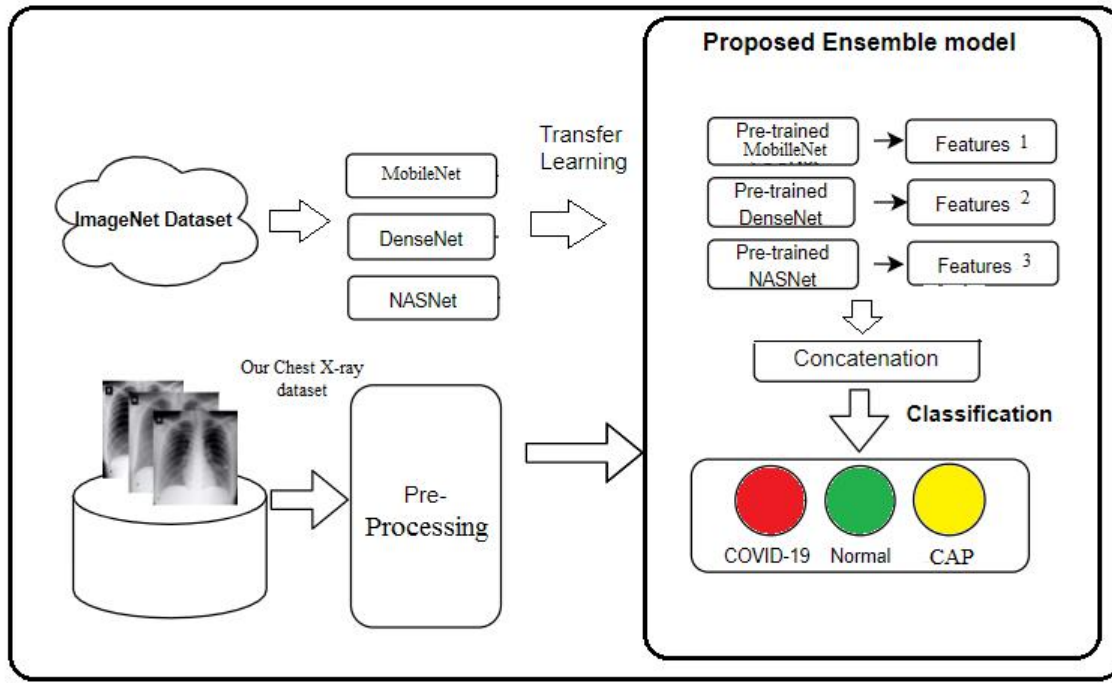 Proposed Ensemble model
Transfer
Learning
ImageNet Dataset
MobileNet
DenseNet
NASNet
Pre-trained
MobilleNet
Features 1
Pre-trained
DenseNet
Features 2
Pre-trained
NASNet
Features 3
Concatenation
Classification
COVID-19
Normal
CAP
Our Chest X-ray
dataset
Pre-
Processing